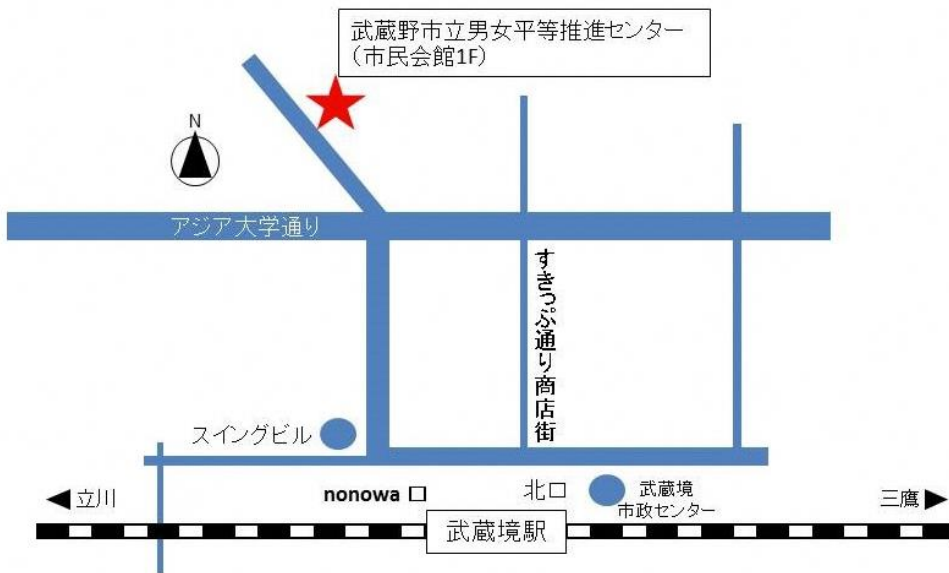 武蔵野市立男女平等推進センター
（市民会館1F）
N
アジア大学通り
すきっぷ通り商店街
スイングビル
立川
nonowa 口
北口
武蔵境
市政センター
三鷹
武蔵境駅